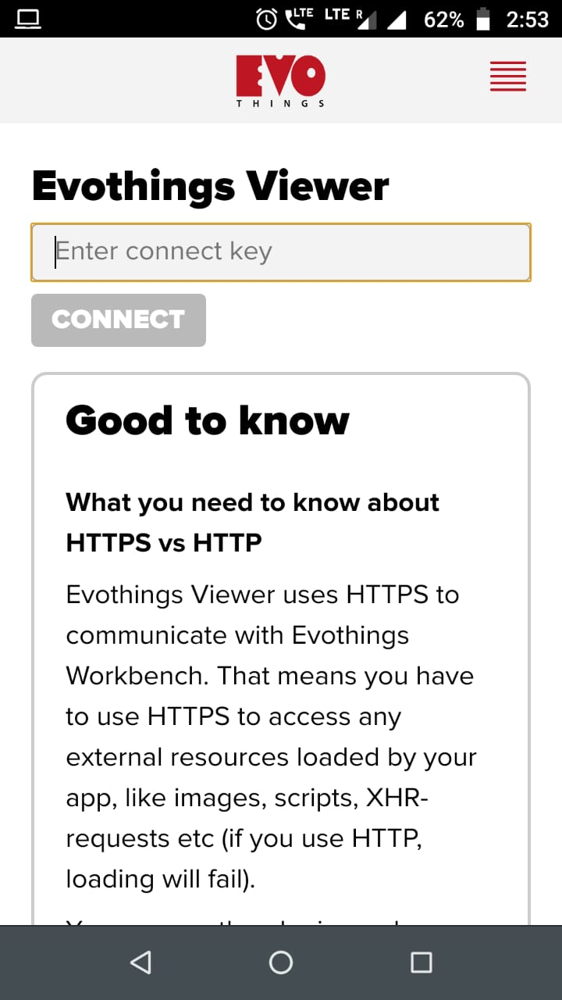 LTE LTE R 62% 2:53
EVO
THINGS
Evothings Viewer
Enter connect key
CONNECT
Good to know
What you need to know about
HTTPS vs HTTP
Evothings Viewer uses HTTPS to
communicate with Evothings
Workbench. That means you have
to use HTTPS to access any
external resources loaded by your
app, like images, scripts, XHR-
requests etc (if you use HTTP,
loading will fail).